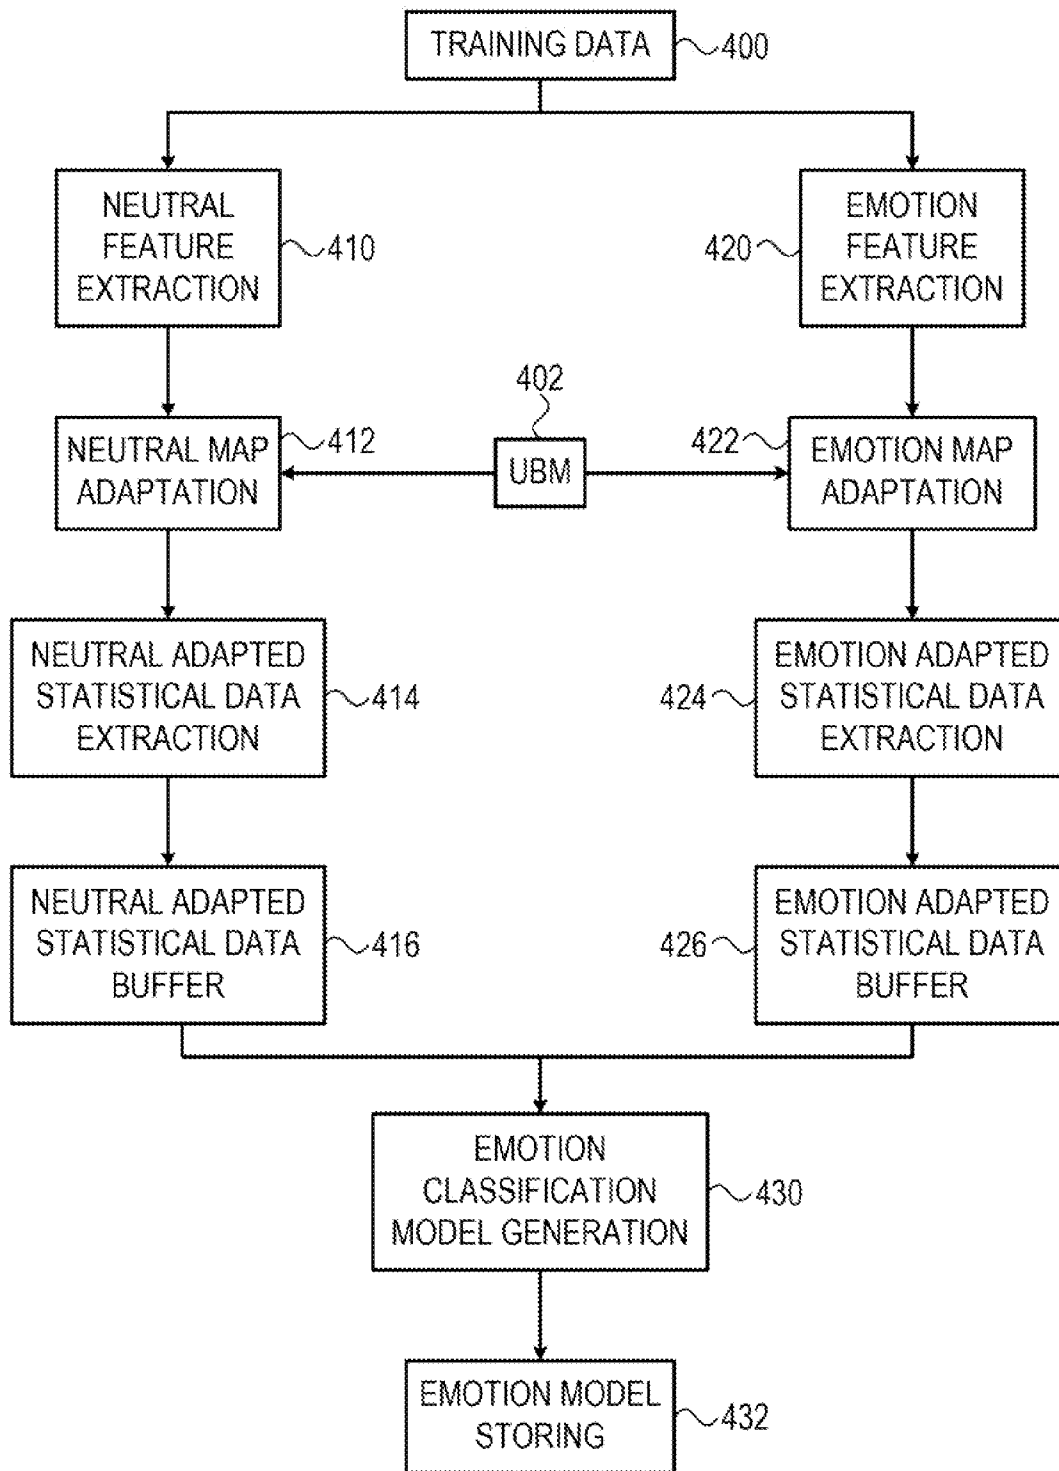 TRAINING DATA
400
NEUTRAL
FEATURE
EXTRACTION
410
EMOTION
FEATURE
EXTRACTION
420
402
UBM
NEUTRAL MAP
ADAPTATION
412
EMOTION MAP
ADAPTATION
422
NEUTRAL ADAPTED
STATISTICAL DATA
EXTRACTION
414
EMOTION ADAPTED
STATISTICAL DATA
EXTRACTION
424
NEUTRAL ADAPTED
STATISTICAL DATA
BUFFER
416
EMOTION ADAPTED
STATISTICAL DATA
BUFFER
426
EMOTION
CLASSIFICATION
MODEL GENERATION
430
EMOTION MODEL
STORING
432